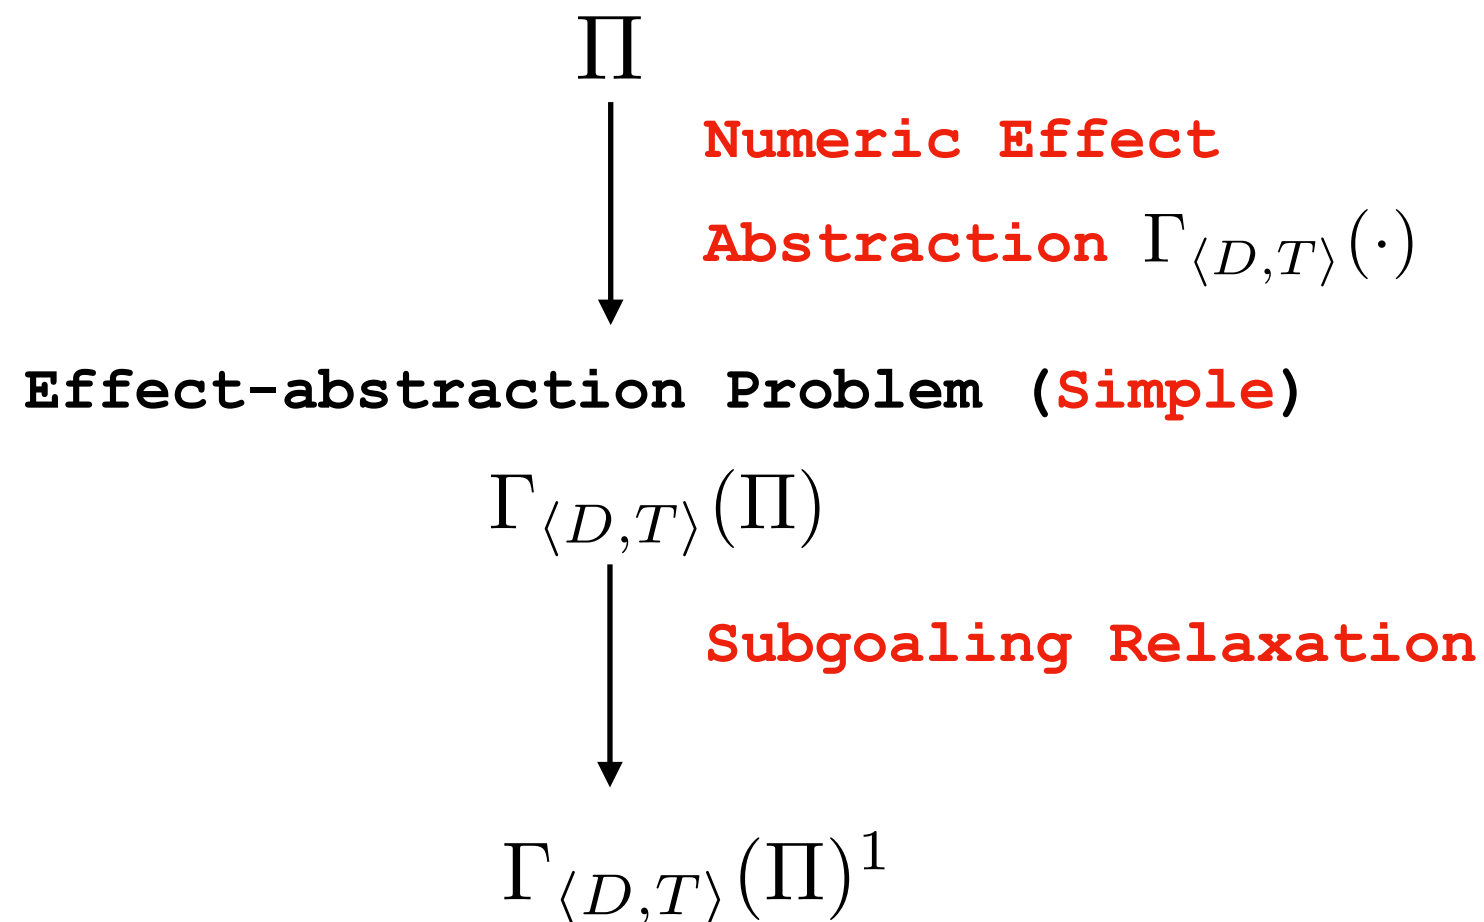 Π
Numeric Effect
Abstraction Γ⟨D,T⟩(·)
Effect-abstraction Problem (Simple)
Γ⟨D,T⟩(Π)
Subgoaling Relaxation
Γ⟨D,T⟩(Π)¹